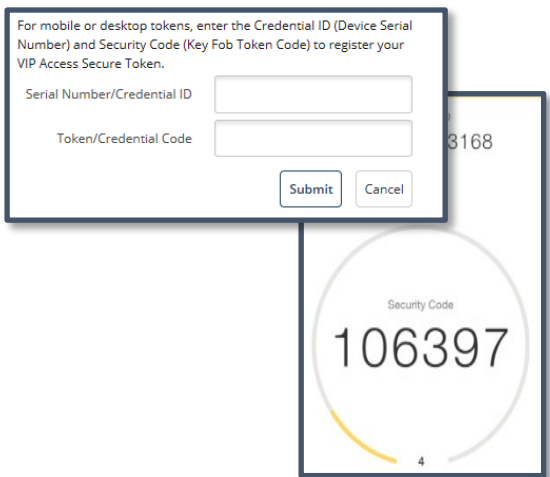 For mobile or desktop tokens, enter the Credential ID (Device Serial
Number) and Security Code (Key Fob Token Code) to register your
VIP Access Secure Token.
Serial Number/Credential ID
Token/Credential Code
Submit Cancel
3168
Security Code
106397
4